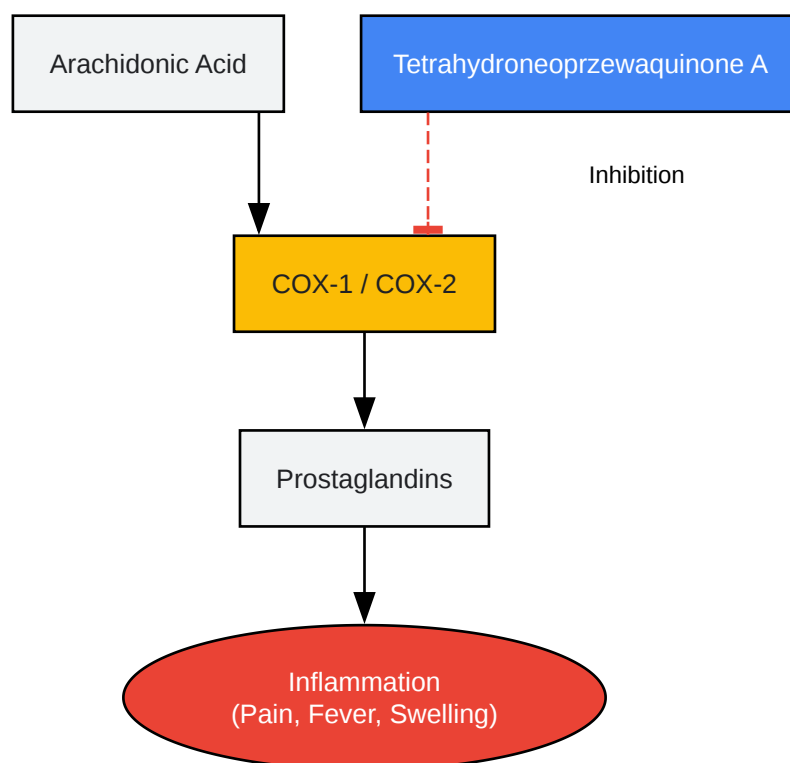 Arachidonic Acid
Tetrahydroneoprzewaquinone A
Inhibition
COX-1 / COX-2
Prostaglandins
Inflammation
(Pain, Fever, Swelling)